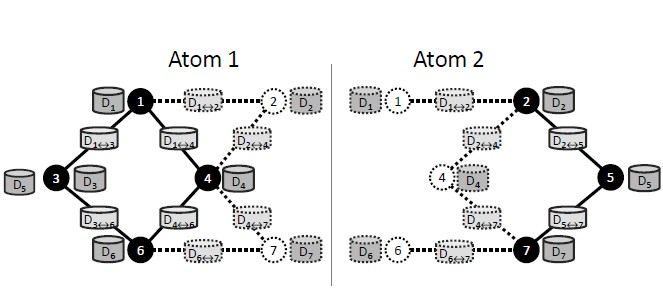 Atom 1
Atom 2
D1 1 D1↔2 2 D2
D1 1 D1↔2 2 D2
D1↔3 D1↔4 D2↔4
D2↔4 D2↔5
D5 3 D3 4 D4
4 D4 5 D5
D3↔6 D4↔6 D4↔7
D4↔7 D5↔7
D6 6 D6↔7 7 D7
D6 6 D6↔7 7 D7